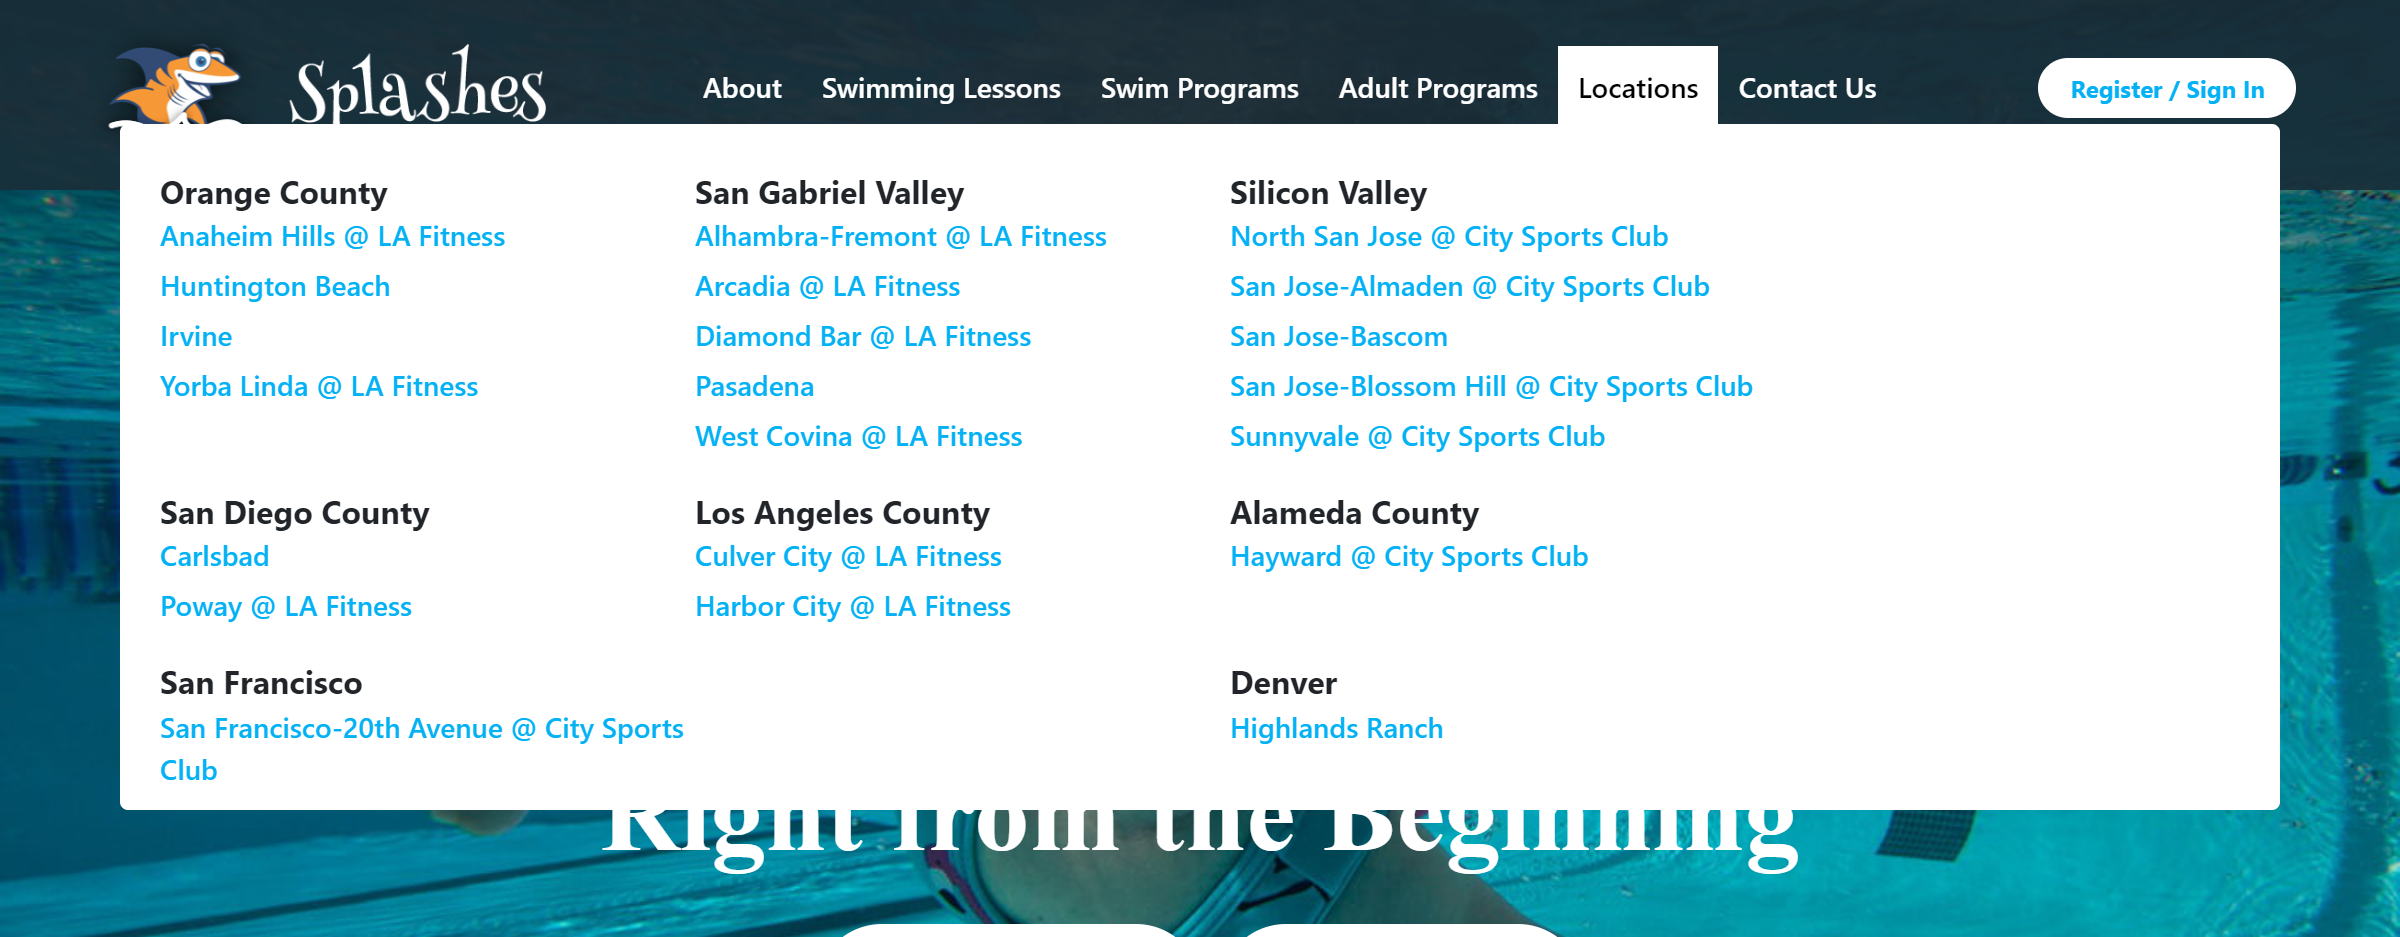 Splashes
About Swimming Lessons Swim Programs Adult Programs Locations Contact Us Register / Sign In
Orange County
Anaheim Hills @ LA Fitness
Huntington Beach
Irvine
Yorba Linda @ LA Fitness
San Gabriel Valley
Alhambra-Fremont @ LA Fitness
Arcadia @ LA Fitness
Diamond Bar @ LA Fitness
Pasadena
West Covina @ LA Fitness
Silicon Valley
North San Jose @ City Sports Club
San Jose-Almaden @ City Sports Club
San Jose-Bascom
San Jose-Blossom Hill @ City Sports Club
Sunnyvale @ City Sports Club
San Diego County
Carlsbad
Poway @ LA Fitness
Los Angeles County
Culver City @ LA Fitness
Harbor City @ LA Fitness
Alameda County
Hayward @ City Sports Club
San Francisco
San Francisco-20th Avenue @ City Sports
Club
Denver
Highlands Ranch
Right from the Beginning